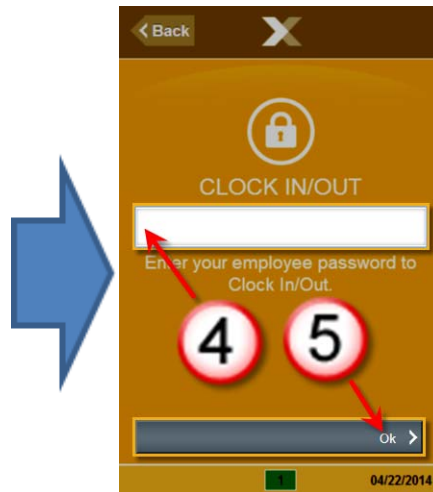 Back
CLOCK IN/OUT
Enter your employee password to
Clock In/Out.
4
5
Ok
1
04/22/2014